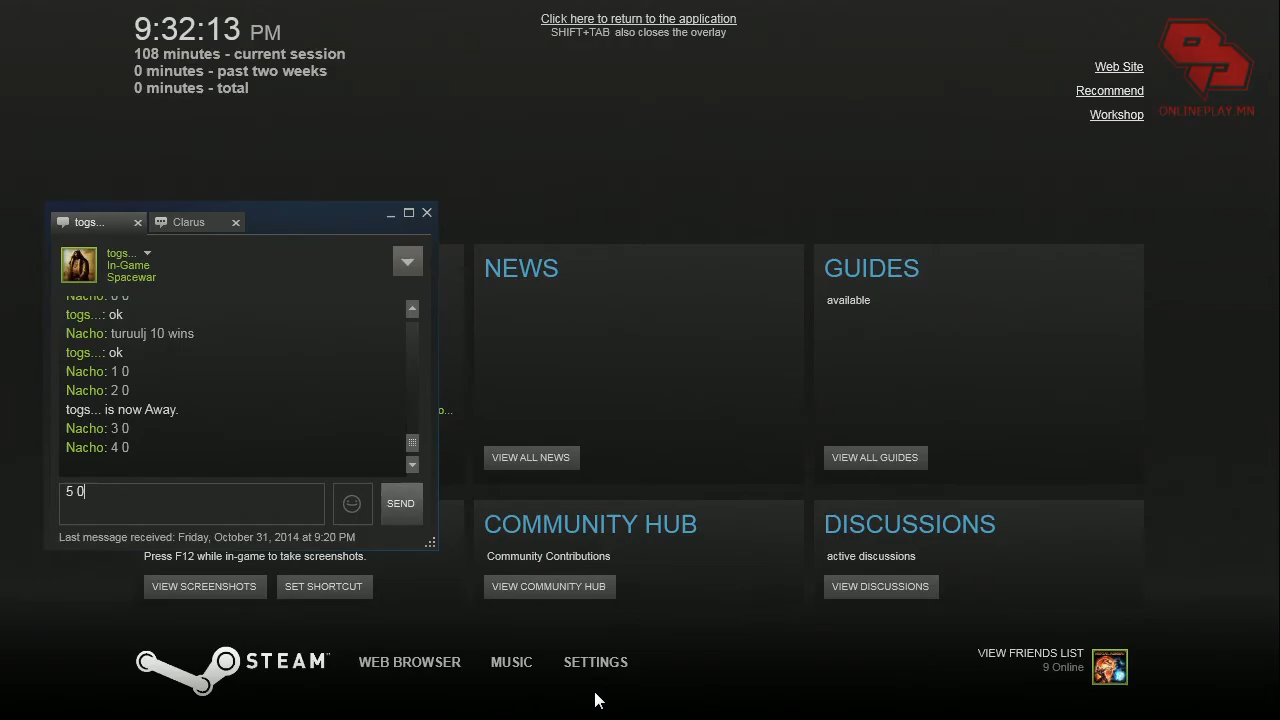 9:32:13 PM
108 minutes - current session
0 minutes - past two weeks
0 minutes - total
Click here to return to the application
SHIFT+TAB also closes the overlay
Web Site
Recommend
Workshop
ONLINEPLAY.MN
togs...
Clarus
togs...
In-Game
Spacewar
togs...: ok
Nacho: turuulj 10 wins
togs...: ok
Nacho: 1 0
Nacho: 2 0
togs... is now Away.
Nacho: 3 0
Nacho: 4 0
5 0
SEND
Last message received: Friday, October 31, 2014 at 9:20 PM
o...
NEWS
VIEW ALL NEWS
GUIDES
available
VIEW ALL GUIDES
Press F12 while in-game to take screenshots.
VIEW SCREENSHOTS
SET SHORTCUT
COMMUNITY HUB
Community Contributions
VIEW COMMUNITY HUB
DISCUSSIONS
active discussions
VIEW DISCUSSIONS
STEAM™
WEB BROWSER
MUSIC
SETTINGS
VIEW FRIENDS LIST
9 Online